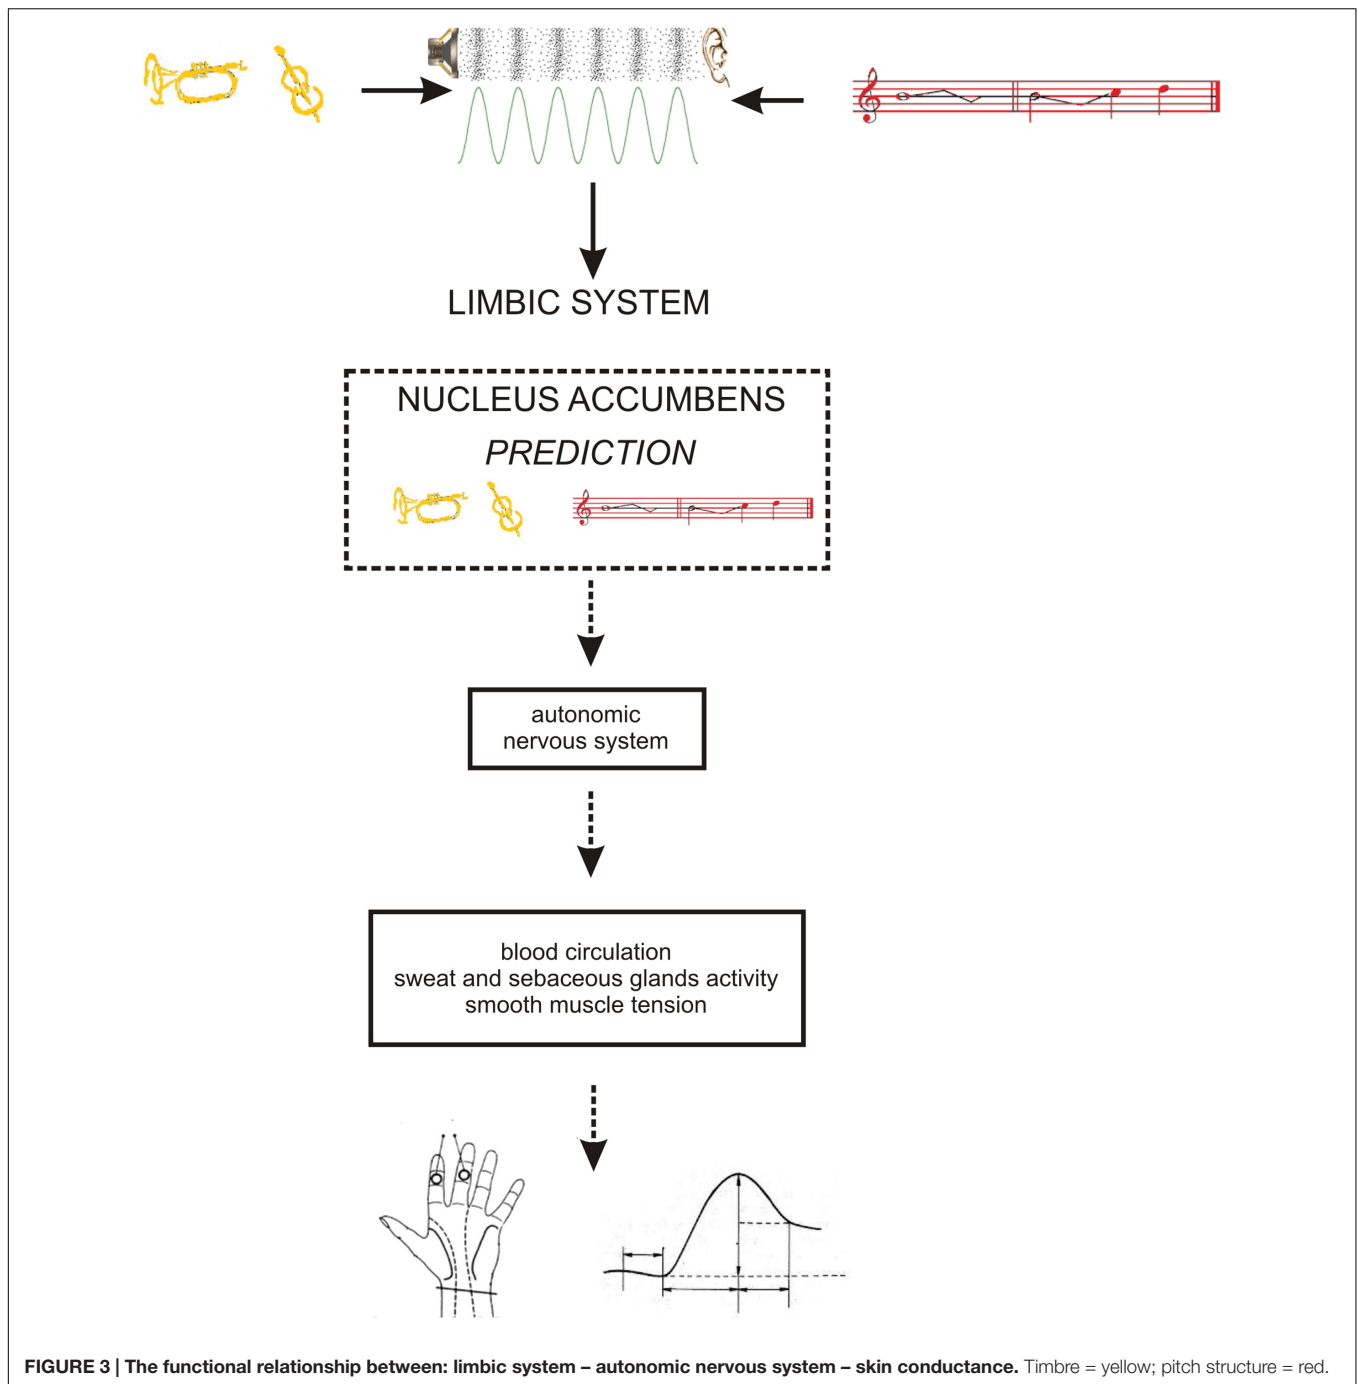 LIMBIC SYSTEM
NUCLEUS ACCUMBENS
PREDICTION
autonomic
nervous system
blood circulation
sweat and sebaceous glands activity
smooth muscle tension
FIGURE 3 | The functional relationship between: limbic system – autonomic nervous system – skin conductance. Timbre = yellow; pitch structure = red.